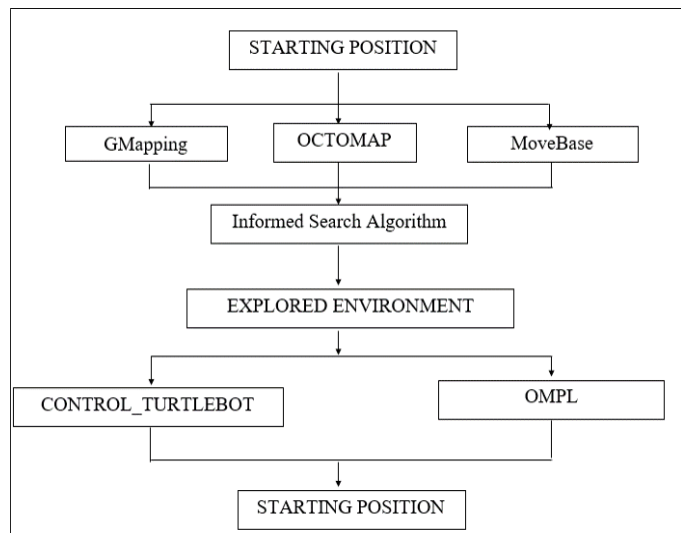 STARTING POSITION
GMapping
OCTOMAP
MoveBase
Informed Search Algorithm
EXPLORED ENVIRONMENT
CONTROL_TURTLEBOT
OMPL
STARTING POSITION